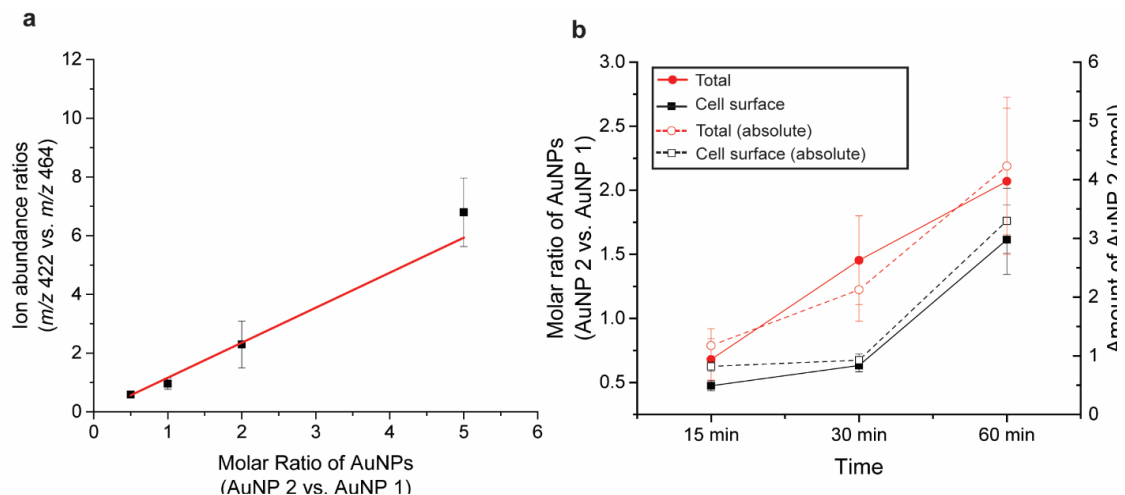 a
12
10
8
6
4
2
0
Ion abundance ratios
(m/z 422 vs. m/z 464)
0 1 2 3 4 5 6
Molar Ratio of AuNPs
(AuNP 2 vs. AuNP 1)
b
3.0
2.5
2.0
1.5
1.0
0.5
Molar ratio of AuNPs
(AuNP 2 vs. AuNP 1)
Total
Cell surface
Total (absolute)
Cell surface (absolute)
6
5
4
3
2
1
0
Amount of AuNP 2 (pmol)
15 min 30 min 60 min
Time